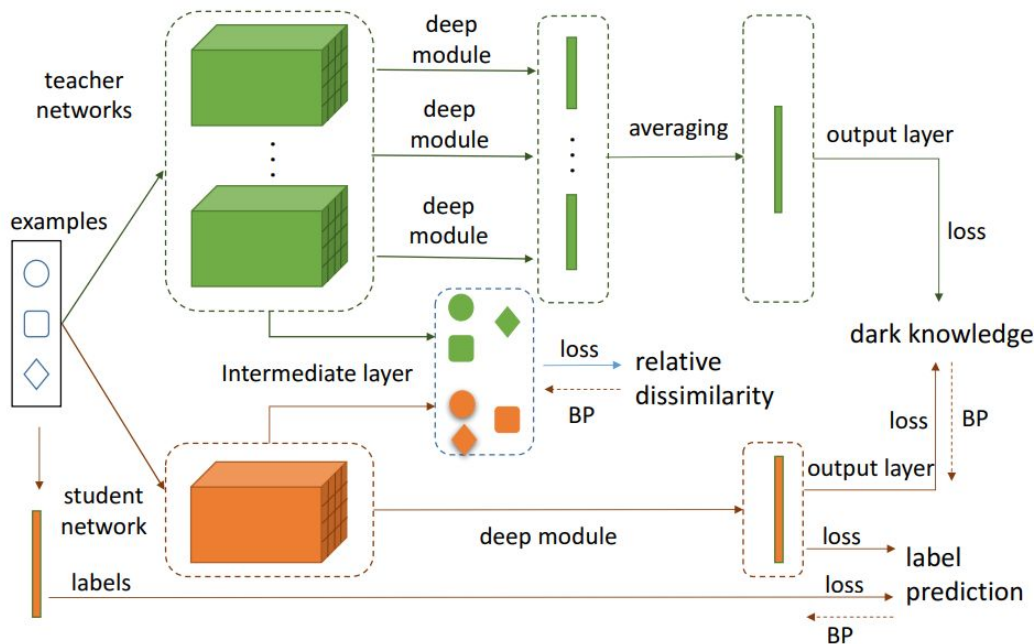 teacher
networks
deep
module
deep
module
deep
module
averaging
output layer
loss
examples
dark knowledge
Intermediate layer
loss
relative
dissimilarity
BP
loss
BP
output layer
student
network
deep module
loss
label
prediction
labels
loss
BP